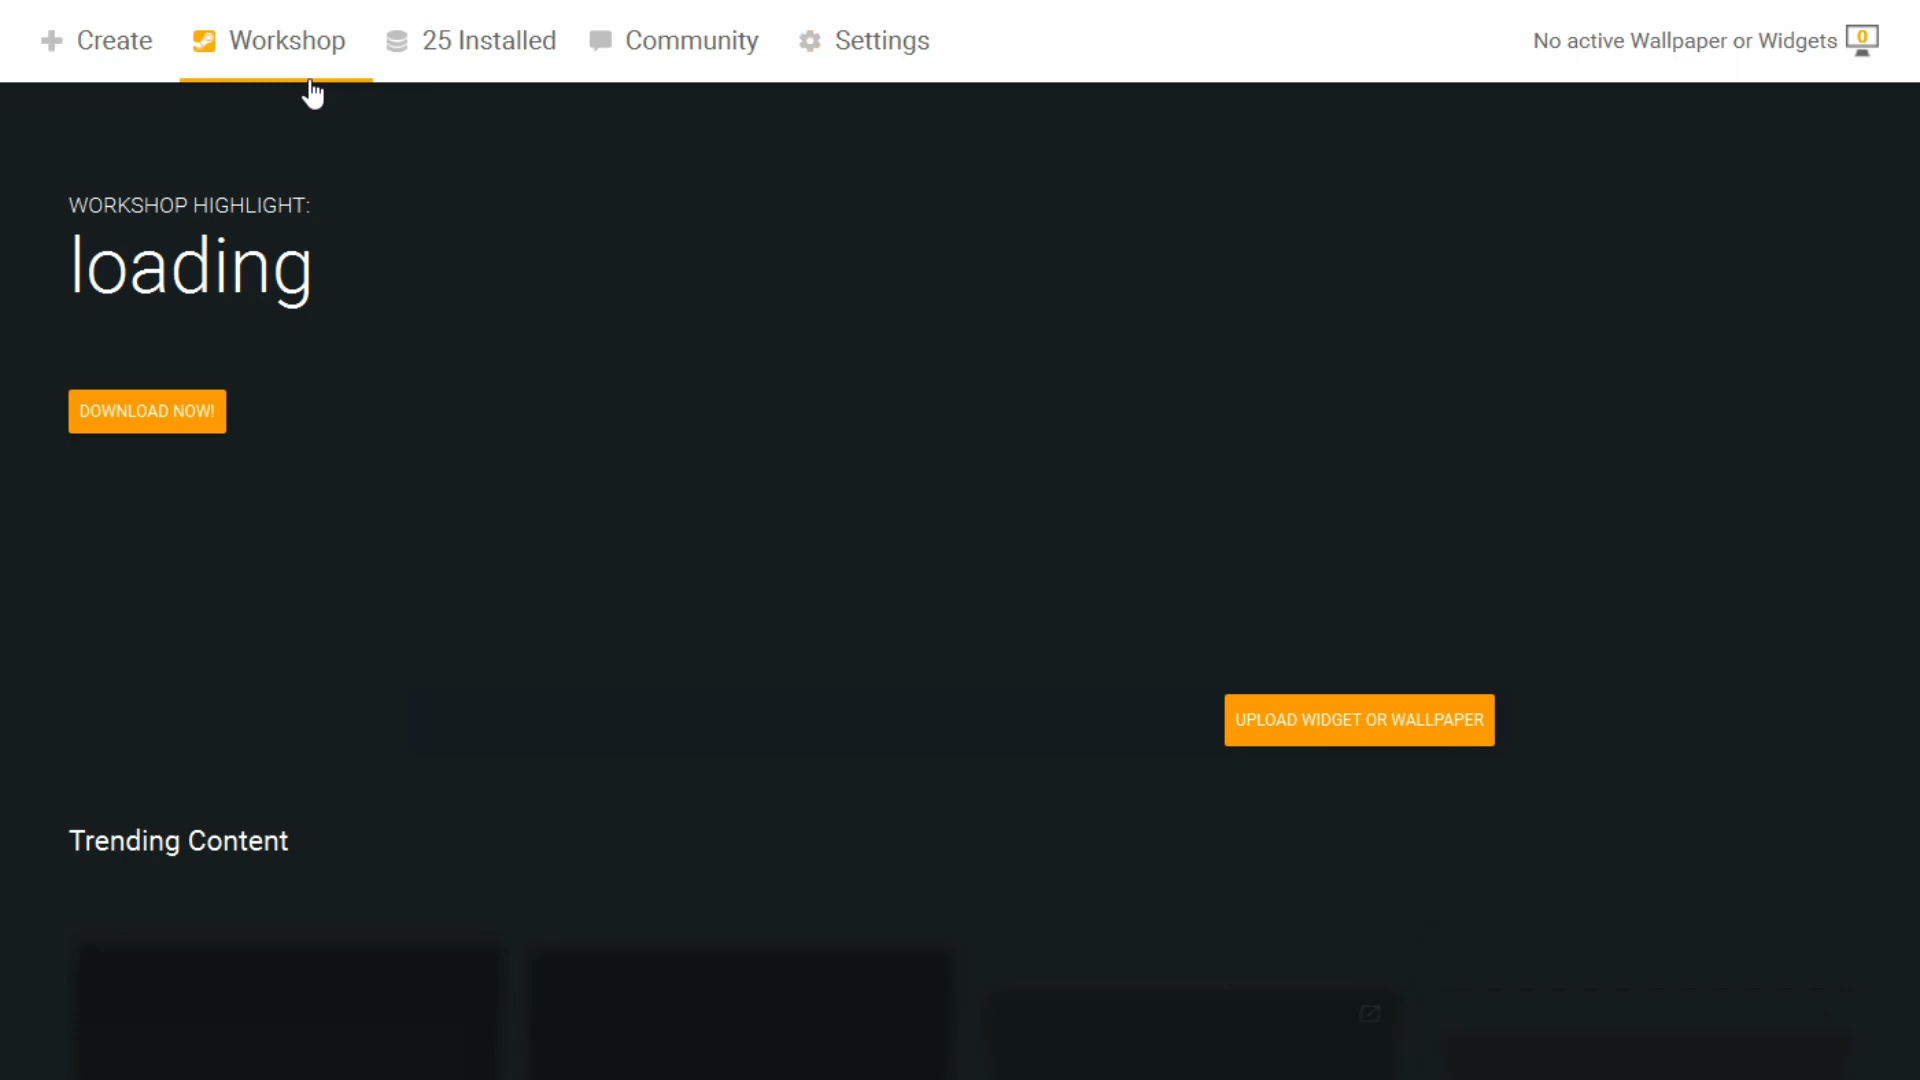 Create Workshop 25 Installed Community Settings No active Wallpaper or Widgets 0
WORKSHOP HIGHLIGHT:
loading
DOWNLOAD NOW!
UPLOAD WIDGET OR WALLPAPER
Trending Content